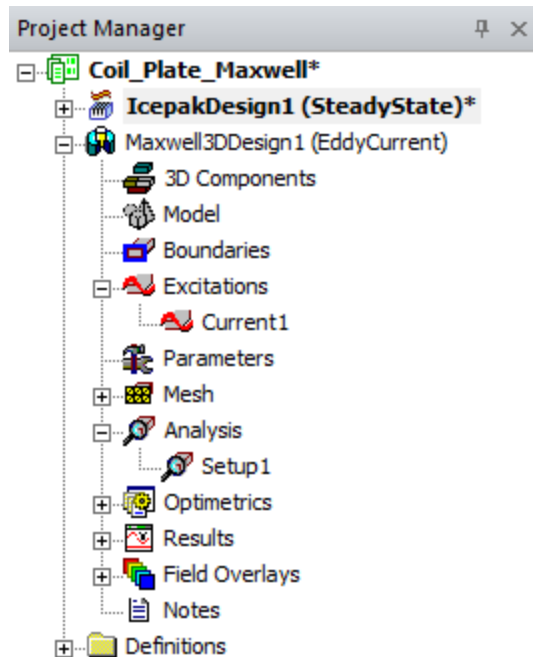 Project Manager
Coil_Plate_Maxwell*
IcepakDesign1 (SteadyState)*
Maxwell3DDesign1 (EddyCurrent)
3D Components
Model
Boundaries
Excitations
Current1
Parameters
Mesh
Analysis
Setup1
Optimetrics
Results
Field Overlays
Notes
Definitions